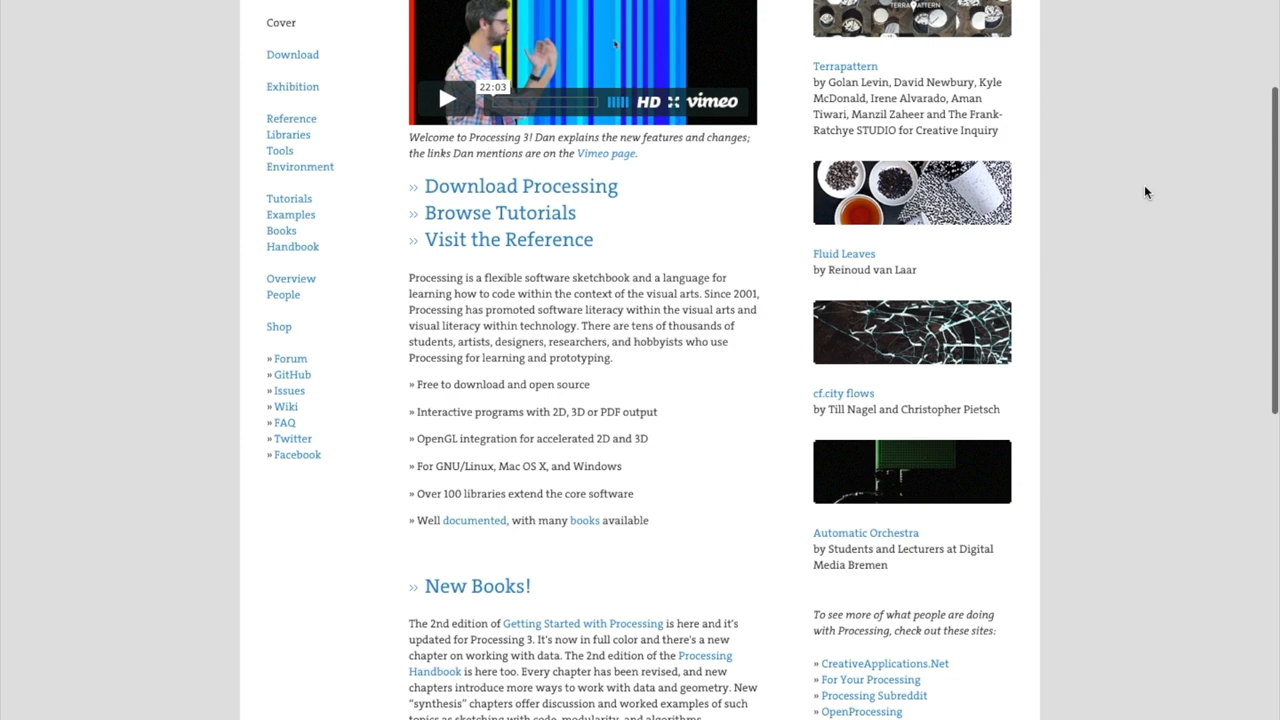 Cover
Download
Exhibition
Reference
Libraries
Tools
Environment
Tutorials
Examples
Books
Handbook
Overview
People
Shop
» Forum
» GitHub
» Issues
» Wiki
» FAQ
» Twitter
» Facebook
22:03
HD vimeo
Welcome to Processing 3! Dan explains the new features and changes;
the links Dan mentions are on the Vimeo page.
» Download Processing
» Browse Tutorials
» Visit the Reference
Processing is a flexible software sketchbook and a language for
learning how to code within the context of the visual arts. Since 2001,
Processing has promoted software literacy within the visual arts and
visual literacy within technology. There are tens of thousands of
students, artists, designers, researchers, and hobbyists who use
Processing for learning and prototyping.
» Free to download and open source
» Interactive programs with 2D, 3D or PDF output
» OpenGL integration for accelerated 2D and 3D
» For GNU/Linux, Mac OS X, and Windows
» Over 100 libraries extend the core software
» Well documented, with many books available
» New Books!
The 2nd edition of Getting Started with Processing is here and it's
updated for Processing 3. It's now in full color and there's a new
chapter on working with data. The 2nd edition of the Processing
Handbook is here too. Every chapter has been revised, and new
chapters introduce more ways to work with data and geometry. New
“synthesis” chapters offer discussion and worked examples of such
topics as sketching with code, modularity, and algorithms.
TERRAPATTERN
Terrapattern
by Golan Levin, David Newbury, Kyle
McDonald, Irene Alvarado, Aman
Tiwari, Manzil Zaheer and The Frank-
Ratchye STUDIO for Creative Inquiry
Fluid Leaves
by Reinoud van Laar
cf.city flows
by Till Nagel and Christopher Pietsch
Automatic Orchestra
by Students and Lecturers at Digital
Media Bremen
To see more of what people are doing
with Processing, check out these sites:
» CreativeApplications.Net
» For Your Processing
» Processing Subreddit
» OpenProcessing